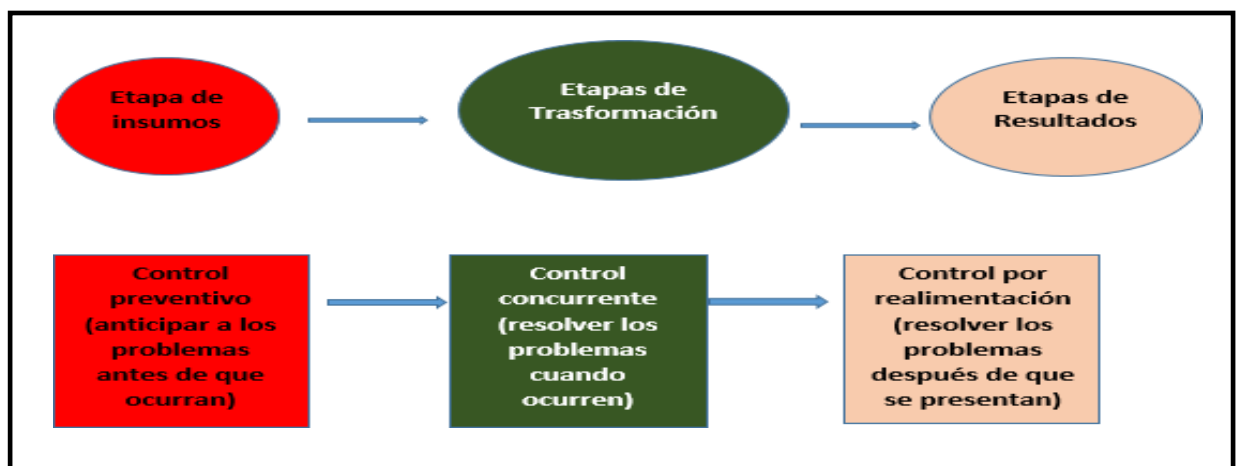 Etapa de
insumos
Etapas de
Trasformación
Etapas de
Resultados
Control
preventivo
(anticipar a los
problemas
antes de que
ocurran)
Control
concurrente
(resolver los
problemas
cuando
ocurren)
Control por
realimentación
(resolver los
problemas
después de que
se presentan)